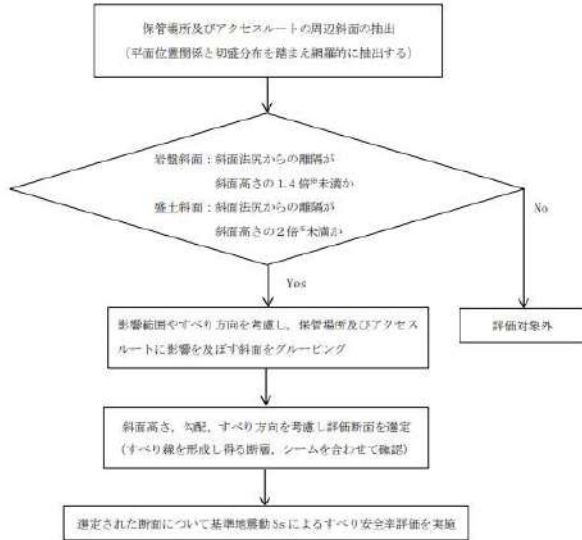 保管場所及びアクセスルートの周辺斜面の抽出
(平面位置関係と切盛分布を踏まえ網羅的に抽出する)
岩盤斜面:斜面法尻からの離隔が
斜面高さの1.4倍※未満か
盛土斜面:斜面法尻からの離隔が
斜面高さの2倍※未満か
No
Yes
影響範囲やすべり方向を考慮し、保管場所及びアクセス
ルートに影響を及ぼす斜面をグルーピング
評価対象外
斜面高さ、勾配、すべり方向を考慮し評価断面を選定
(すべり線を形成し得る断層、シームを合わせて確認)
選定された断面について基準地震動Ssによるすべり安全率評価を実施